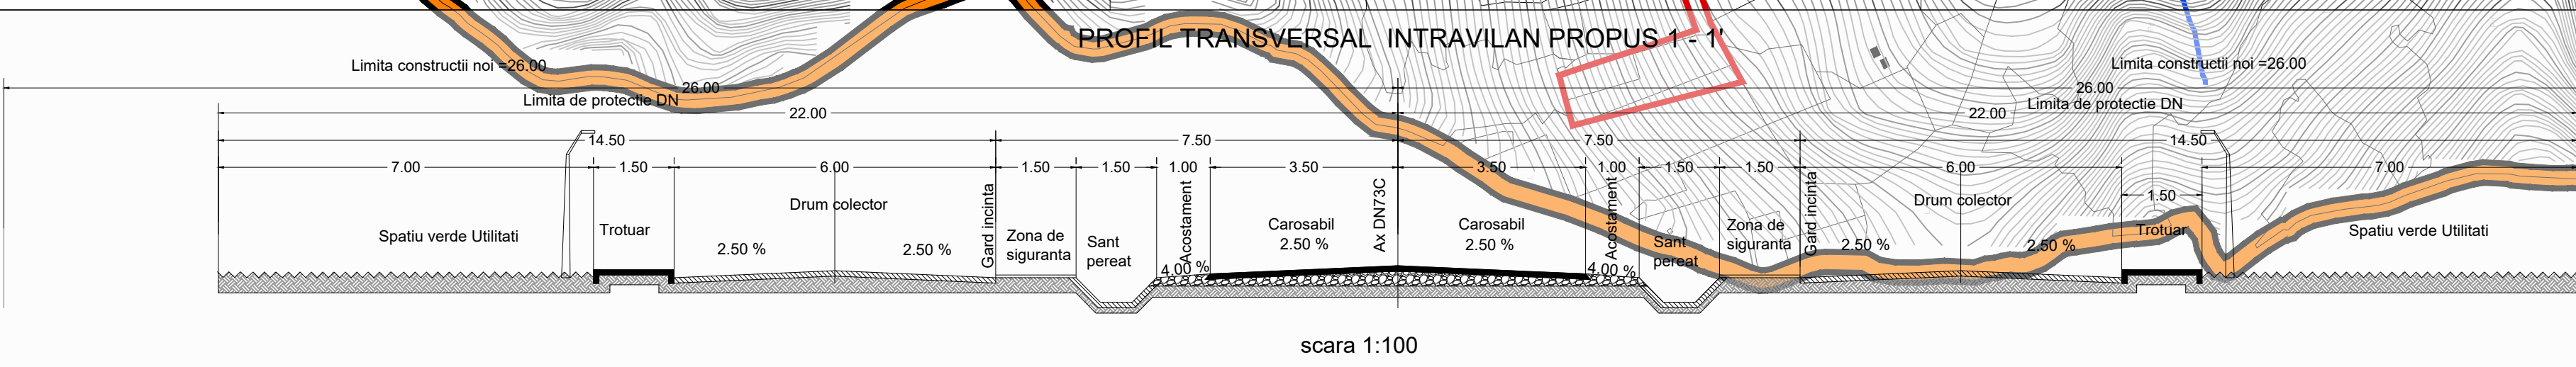 PROFIL TRANSVERSAL  INTRAVILAN PROPUS 1 - 1'
Limita constructii noi =26.00
Limita constructii noi =26.00
26.00
26.00
Limita de protectie DN
Limita de protectie DN
22.00
22.00
14.50
7.50
7.50
14.50
7.00
1.50
6.00
1.50
1.50
1.00
3.50
3.50
1.00
1.50
1.50
6.00
1.50
7.00
Spatiu verde Utilitati
Trotuar
Drum colector
2.50 %
2.50 %
Gard incinta
Zona de
siguranta
Sant
pereat
Acostament
4.00 %
Carosabil
2.50 %
Ax DN73C
Carosabil
2.50 %
Acostament
4.00 %
Sant
pereat
Zona de
siguranta
Gard incinta
Drum colector
2.50 %
2.50 %
Trotuar
Spatiu verde Utilitati
scara 1:100